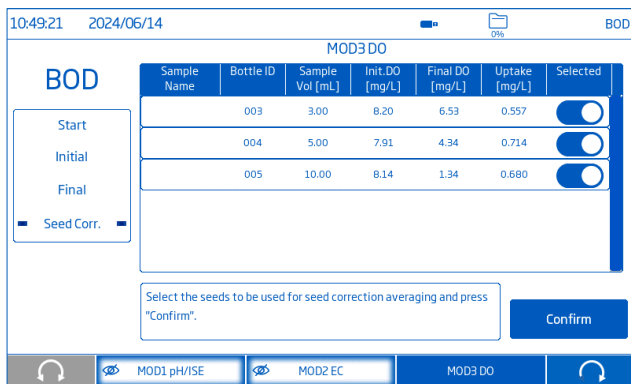 10:49:21 2024/06/14 BOD
0%
MOD3 DO
BOD
Start
Initial
Final
Seed Corr.
Sample Name Bottle ID Sample Vol [mL] Init.DO [mg/L] Final DO [mg/L] Uptake [mg/L] Selected
003 3.00 8.20 6.53 0.557
004 5.00 7.91 4.34 0.714
005 10.00 8.14 1.34 0.680
Select the seeds to be used for seed correction averaging and press
"Confirm".
Confirm
MOD1 pH/ISE MOD2 EC MOD3 DO